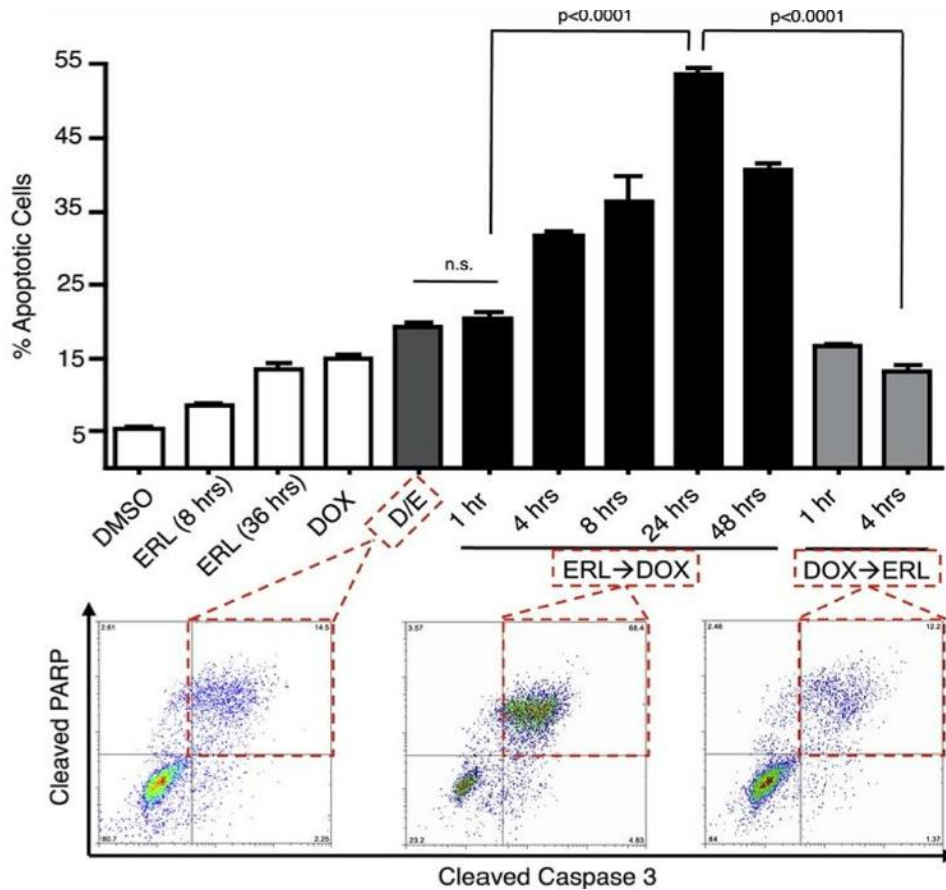 p<0.0001 p<0.0001
% Apoptotic Cells
55
45
35
25
15
5
n.s.
DMSO
ERL (8 hrs)
ERL (36 hrs)
DOX
D/E
1 hr
4 hrs
8 hrs
24 hrs
48 hrs
1 hr
4 hrs
ERL→DOX
DOX→ERL
Cleaved PARP
2.61 14.5
80.7 2.25
3.57 68.4
23.2 4.83
2.46 12.2
84 1.37
Cleaved Caspase 3